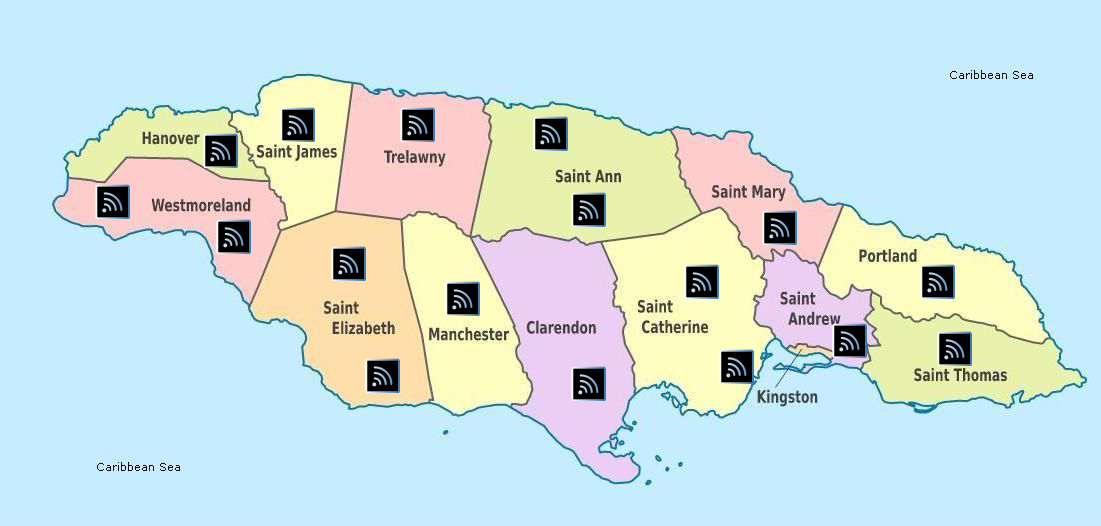 Caribbean Sea
Hanover
Saint James
Trelawny
Saint Ann
Westmoreland
Saint Mary
Portland
Saint
Elizabeth
Manchester
Clarendon
Saint
Catherine
Saint
Andrew
Saint Thomas
Kingston
Caribbean Sea